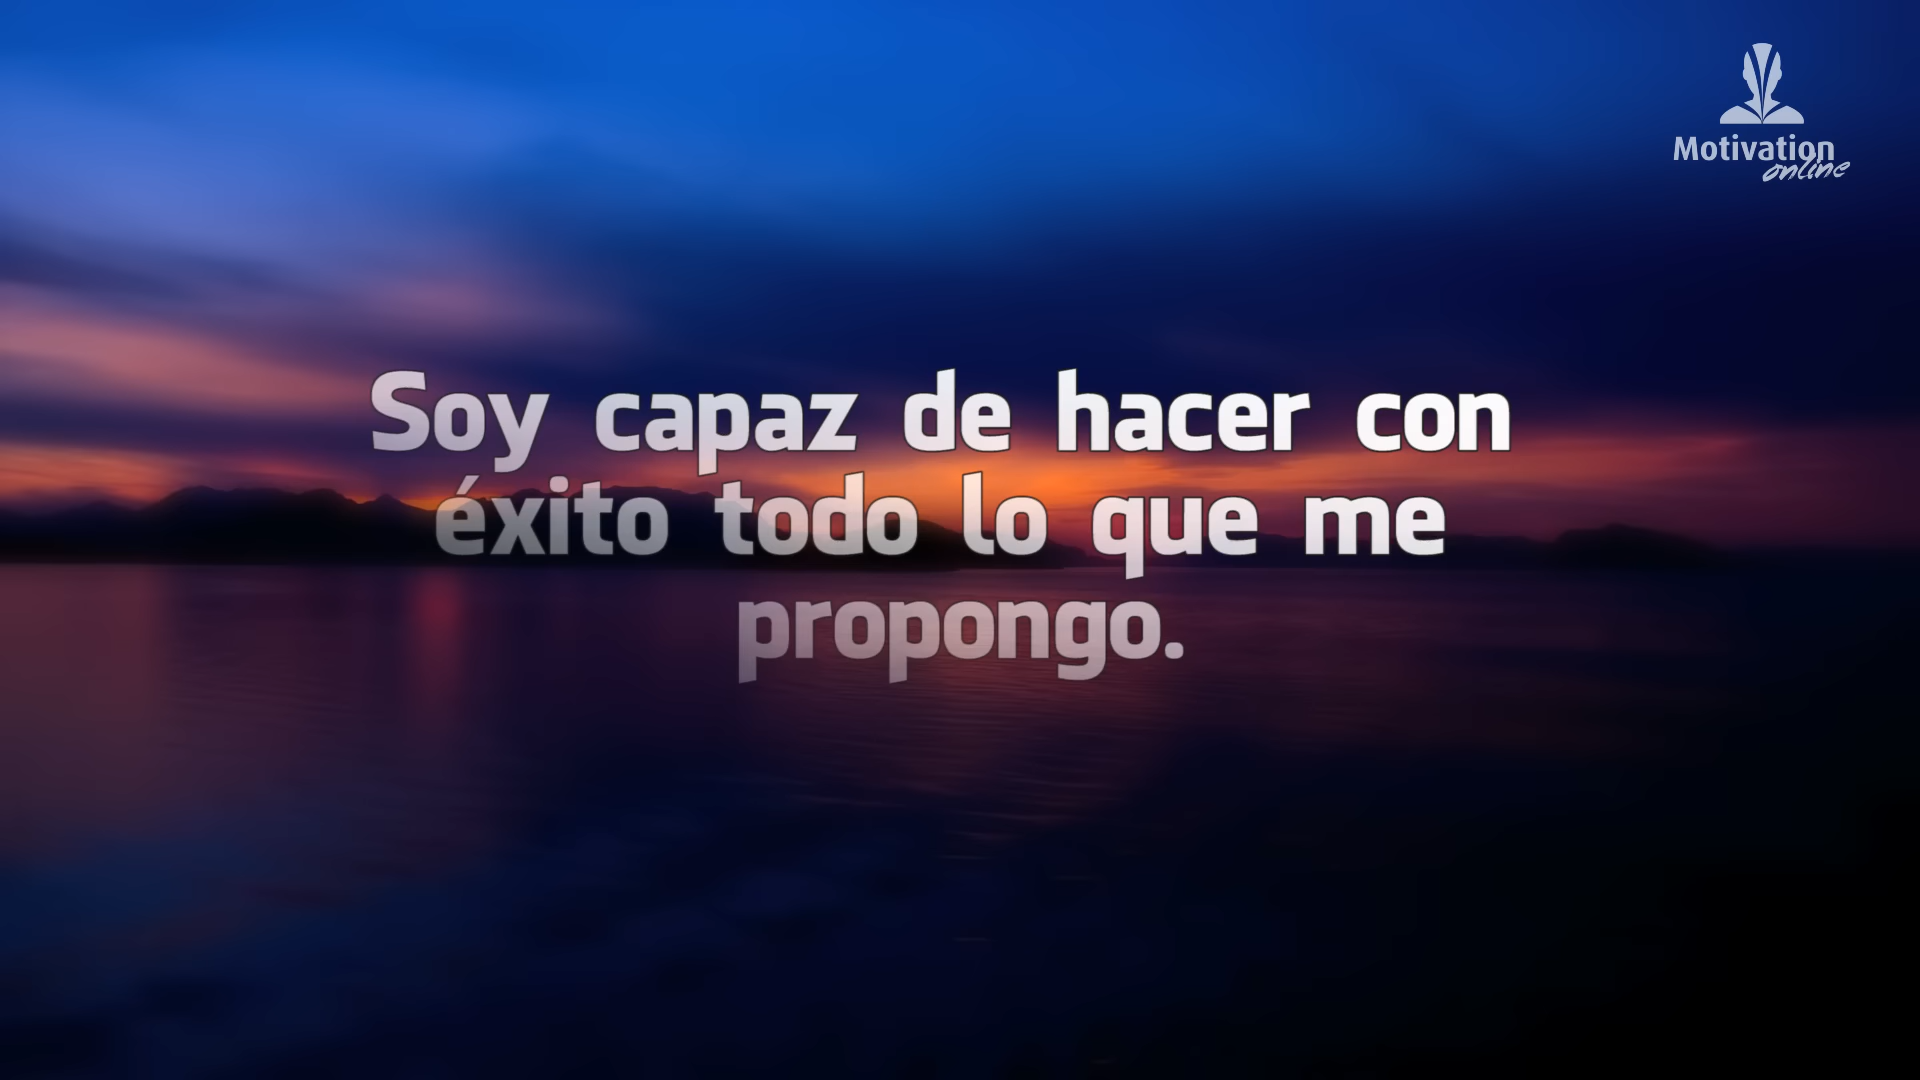 Motivation
online
Soy capaz de hacer con
éxito todo lo que me
propongo.